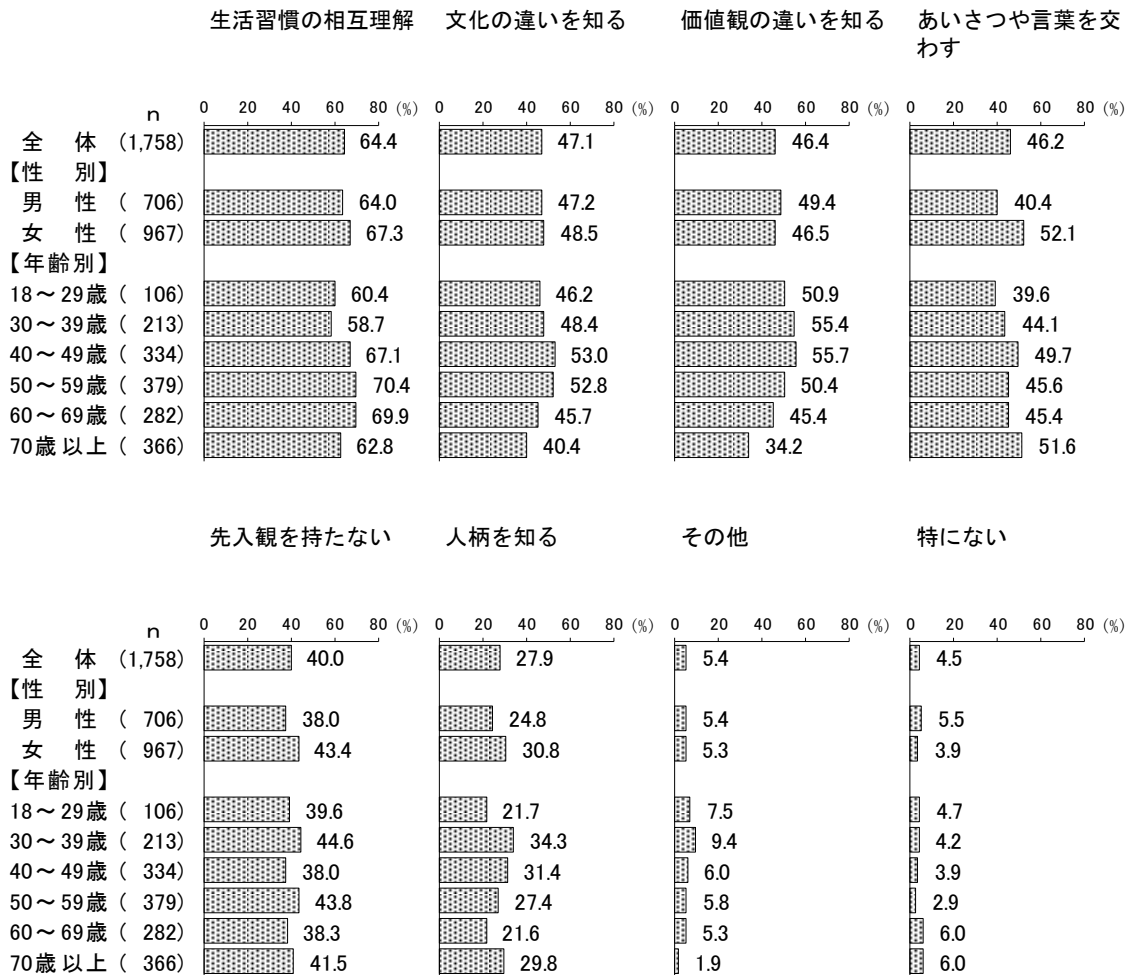 生活習慣の相互理解 文化の違いを知る 価値観の違いを知る あいさつや言葉を交
わす
n 0 20 40 60 80 (%) 0 20 40 60 80 (%) 0 20 40 60 80 (%) 0 20 40 60 80 (%)
全 体 (1,758) 64.4 47.1 46.4 46.2
【性 別】
男 性 ( 706) 64.0 47.2 49.4 40.4
女 性 ( 967) 67.3 48.5 46.5 52.1
【年齢別】
18~29歳 ( 106) 60.4 46.2 50.9 39.6
30~39歳 ( 213) 58.7 48.4 55.4 44.1
40~49歳 ( 334) 67.1 53.0 55.7 49.7
50~59歳 ( 379) 70.4 52.8 50.4 45.6
60~69歳 ( 282) 69.9 45.7 45.4 45.4
70歳以上 ( 366) 62.8 40.4 34.2 51.6
先入観を持たない 人柄を知る その他 特にない
n 0 20 40 60 80 (%) 0 20 40 60 80 (%) 0 20 40 60 80 (%) 0 20 40 60 80 (%)
全 体 (1,758) 40.0 27.9 5.4 4.5
【性 別】
男 性 ( 706) 38.0 24.8 5.4 5.5
女 性 ( 967) 43.4 30.8 5.3 3.9
【年齢別】
18~29歳 ( 106) 39.6 21.7 7.5 4.7
30~39歳 ( 213) 44.6 34.3 9.4 4.2
40~49歳 ( 334) 38.0 31.4 6.0 3.9
50~59歳 ( 379) 43.8 27.4 5.8 2.9
60~69歳 ( 282) 38.3 21.6 5.3 6.0
70歳以上 ( 366) 41.5 29.8 1.9 6.0